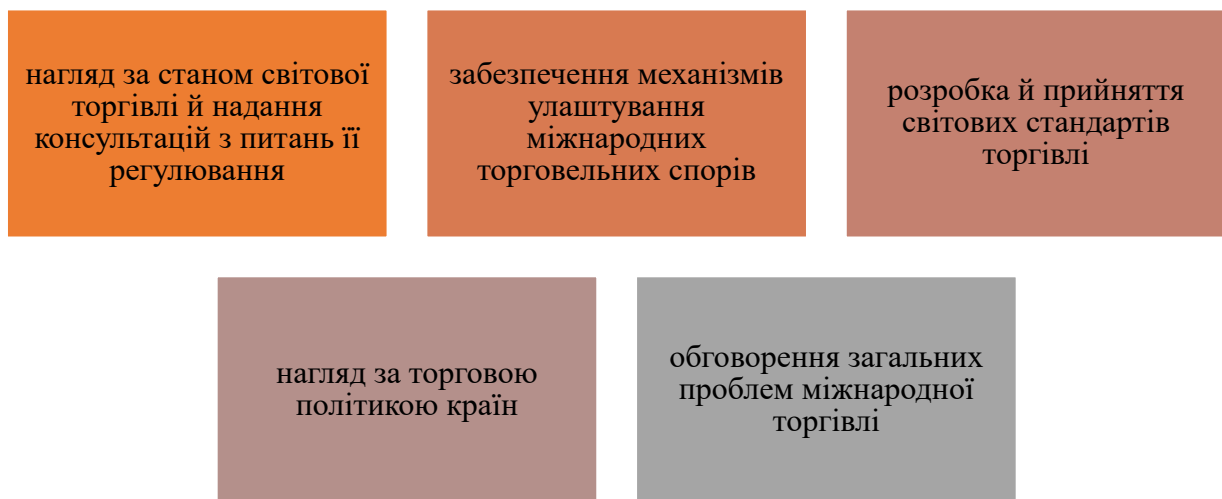 нагляд за станом світової
торгівлі й надання
консультацій з питань її
регулювання
забезпечення механізмів
улаштування
міжнародних
торговельних спорів
розробка й прийняття
світових стандартів
торгівлі
нагляд за торговою
політикою країн
обговорення загальних
проблем міжнародної
торгівлі